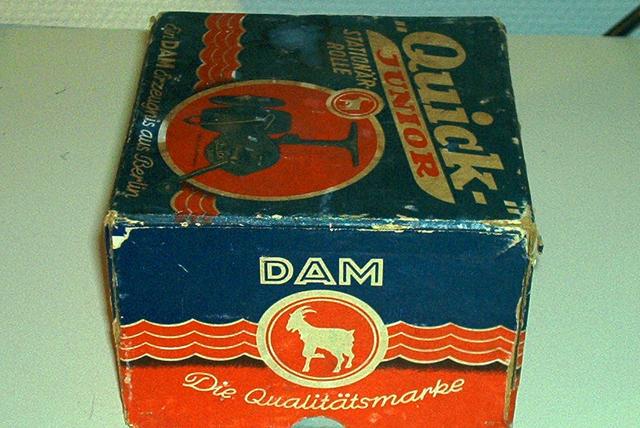 "Quick-
JUNIOR"
STATIONÄR-
ROLLE
Ein DAM Erzeugnis aus Berlin
DAM
Die Qualitätsmarke